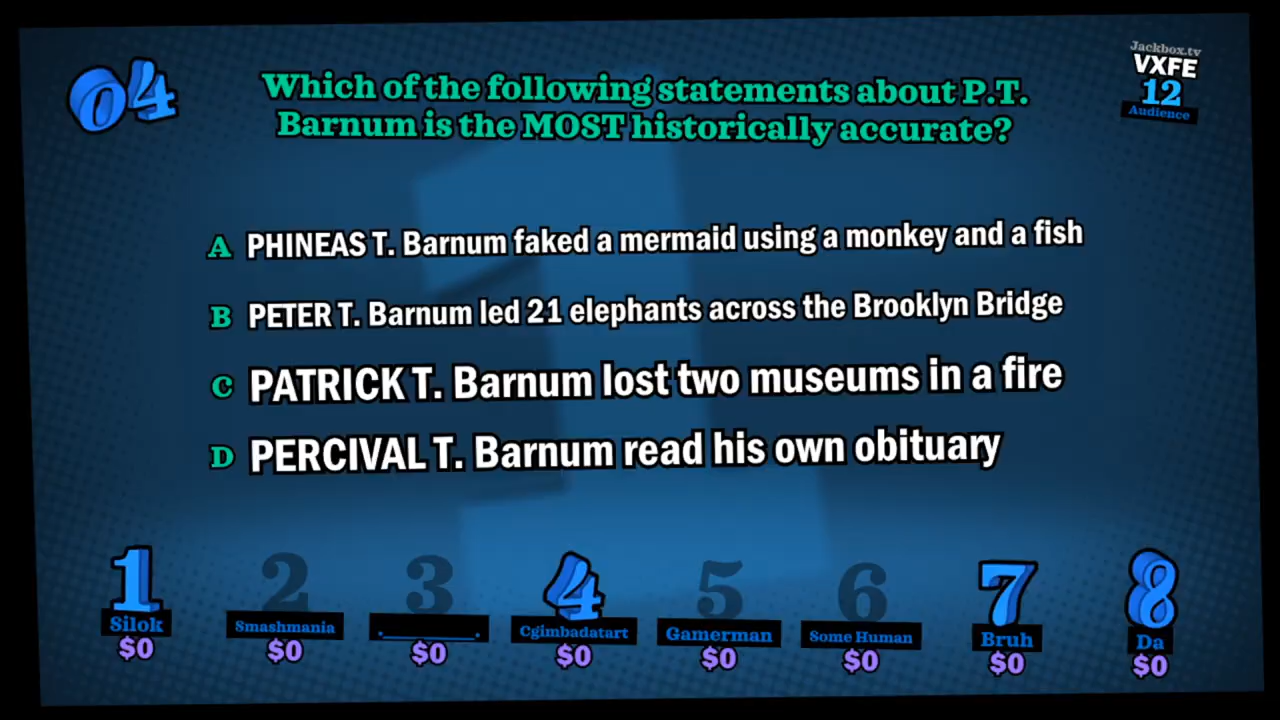 04
Jackbox.tv
VXFE
12
Audience
Which of the following statements about P.T.
Barnum is the MOST historically accurate?
A PHINEAS T. Barnum faked a mermaid using a monkey and a fish
B PETER T. Barnum led 21 elephants across the Brooklyn Bridge
C PATRICK T. Barnum lost two museums in a fire
D PERCIVAL T. Barnum read his own obituary
1 2 3 4 5 6 7 8
Silok Smashmania .________. Cgimbadatart Gamerman Some Human Bruh Da
$0 $0 $0 $0 $0 $0 $0 $0